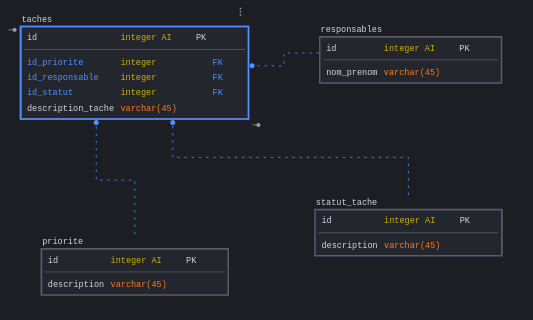 taches
id integer AI PK
id_priorite integer FK
id_responsable integer FK
id_statut integer FK
description_tache varchar(45)
responsables
id integer AI PK
nom_prenom varchar(45)
statut_tache
id integer AI PK
description varchar(45)
priorite
id integer AI PK
description varchar(45)